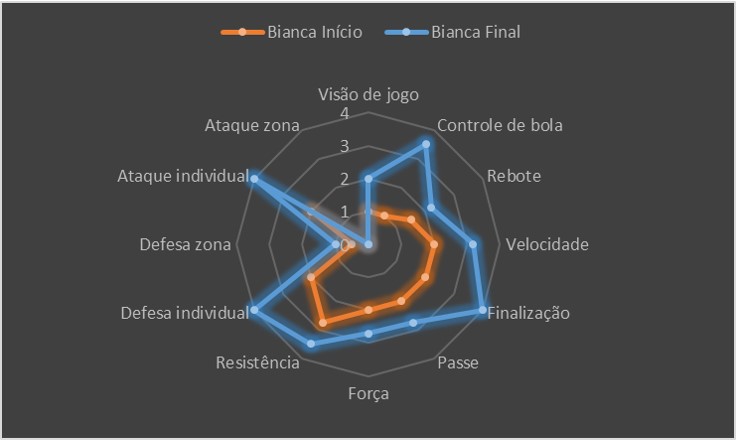 Bianca Início Bianca Final
Visão de jogo
4
Ataque zona Controle de bola
3
Ataque individual 2 Rebote
1
Defesa zona 0 Velocidade
Defesa individual Finalização
Resistência Passe
Força